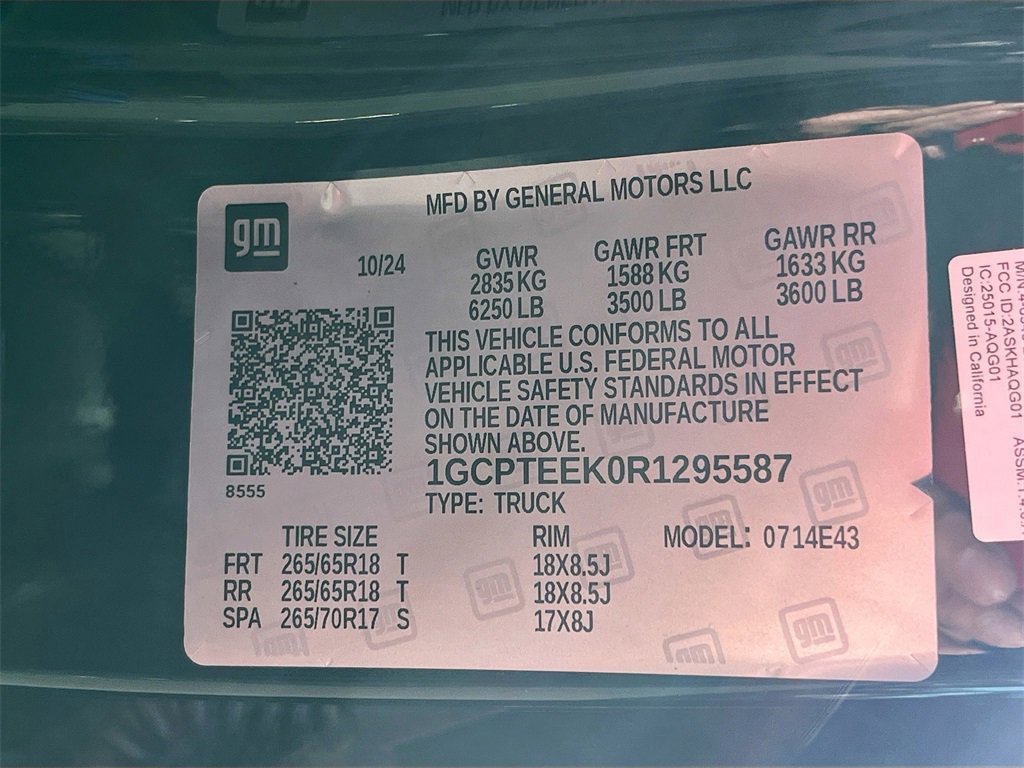 MFD BY GENERAL MOTORS LLC
gm
10/24
GVWR GAWR FRT GAWR RR
2835 KG 1588 KG 1633 KG
6250 LB 3500 LB 3600 LB
THIS VEHICLE CONFORMS TO ALL
APPLICABLE U.S. FEDERAL MOTOR
VEHICLE SAFETY STANDARDS IN EFFECT
ON THE DATE OF MANUFACTURE
SHOWN ABOVE.
1GCPTEEK0R1295587
8555
TYPE: TRUCK
TIRE SIZE RIM MODEL: 0714E43
FRT 265/65R18 T 18X8.5J
RR 265/65R18 T 18X8.5J
SPA 265/70R17 S 17X8J
FCC ID:2ASKHAQG01
IC:25015-AQG01
Designed in California